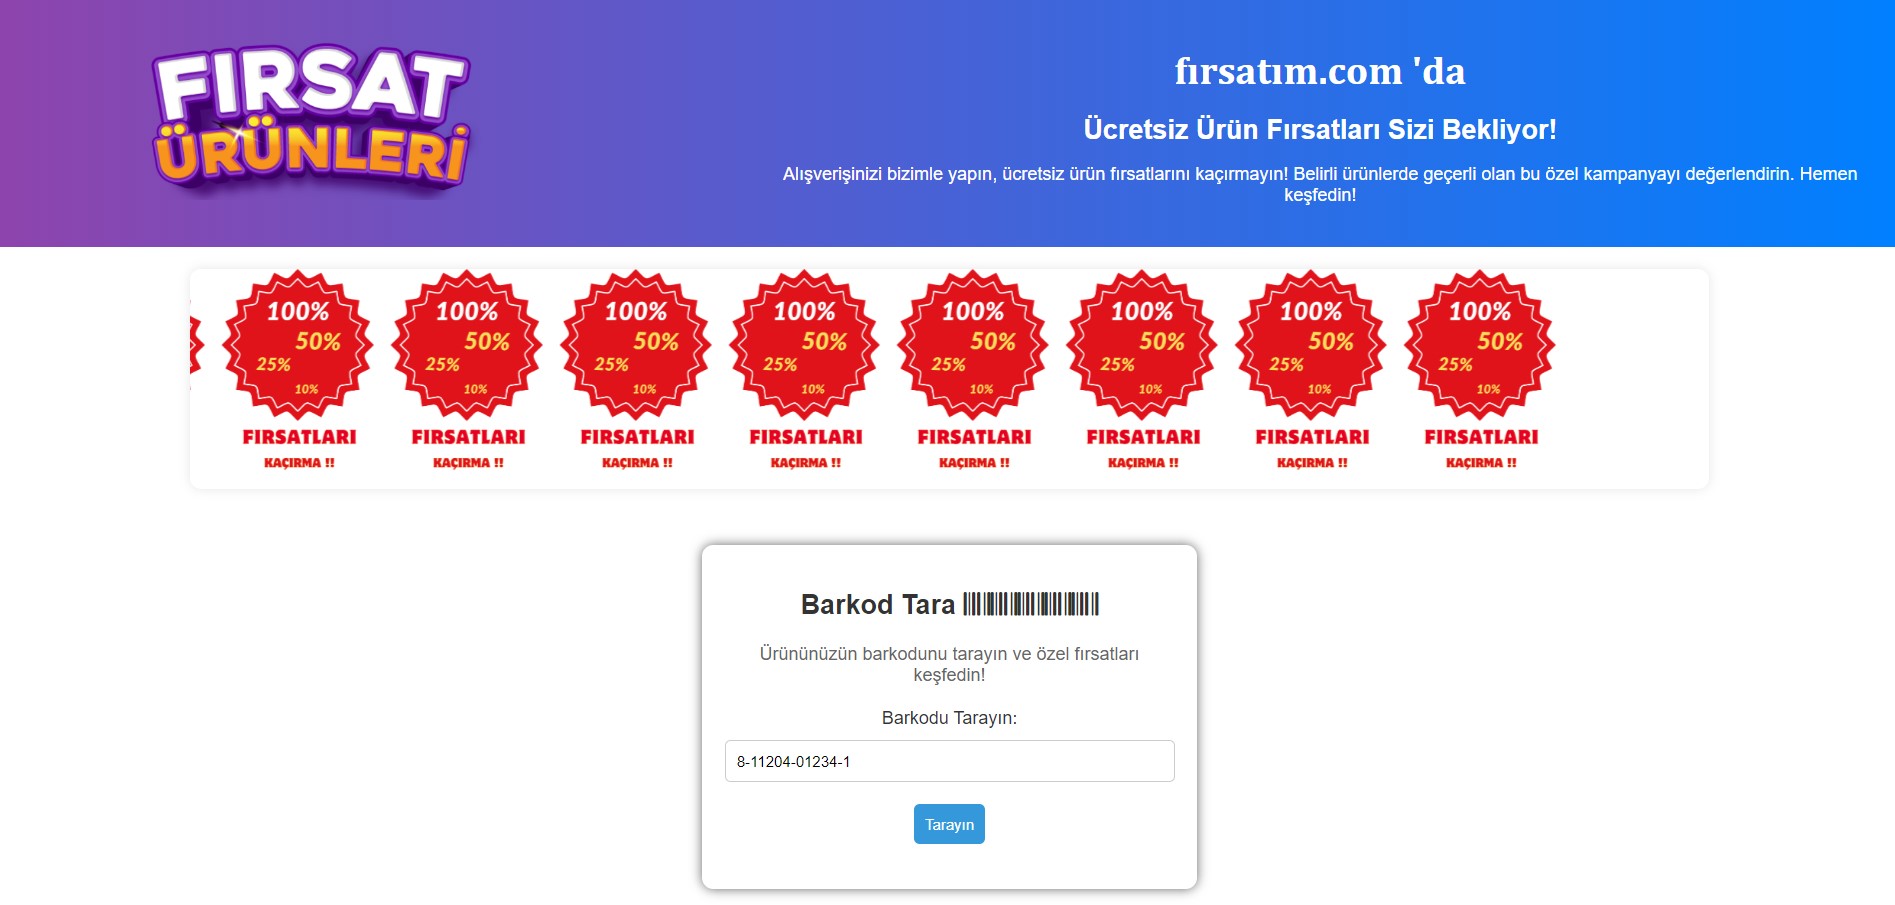 FIRSAT
ÜRÜNLERİ
fırsatım.com 'da
Ücretsiz Ürün Fırsatları Sizi Bekliyor!
Alışverişinizi bizimle yapın, ücretsiz ürün fırsatlarını kaçırmayın! Belirli ürünlerde geçerli olan bu özel kampanyayı değerlendirin. Hemen
keşfedin!
100% 100% 100% 100% 100% 100% 100% 100%
50% 50% 50% 50% 50% 50% 50% 50%
25% 25% 25% 25% 25% 25% 25% 25%
10% 10% 10% 10% 10% 10% 10% 10%
FIRSATLARI FIRSATLARI FIRSATLARI FIRSATLARI FIRSATLARI FIRSATLARI FIRSATLARI FIRSATLARI
KAÇIRMA !! KAÇIRMA !! KAÇIRMA !! KAÇIRMA !! KAÇIRMA !! KAÇIRMA !! KAÇIRMA !! KAÇIRMA !!
Barkod Tara
Ürününüzün barkodunu tarayın ve özel fırsatları
keşfedin!
Barkodu Tarayın:
8-11204-01234-1
Tarayın